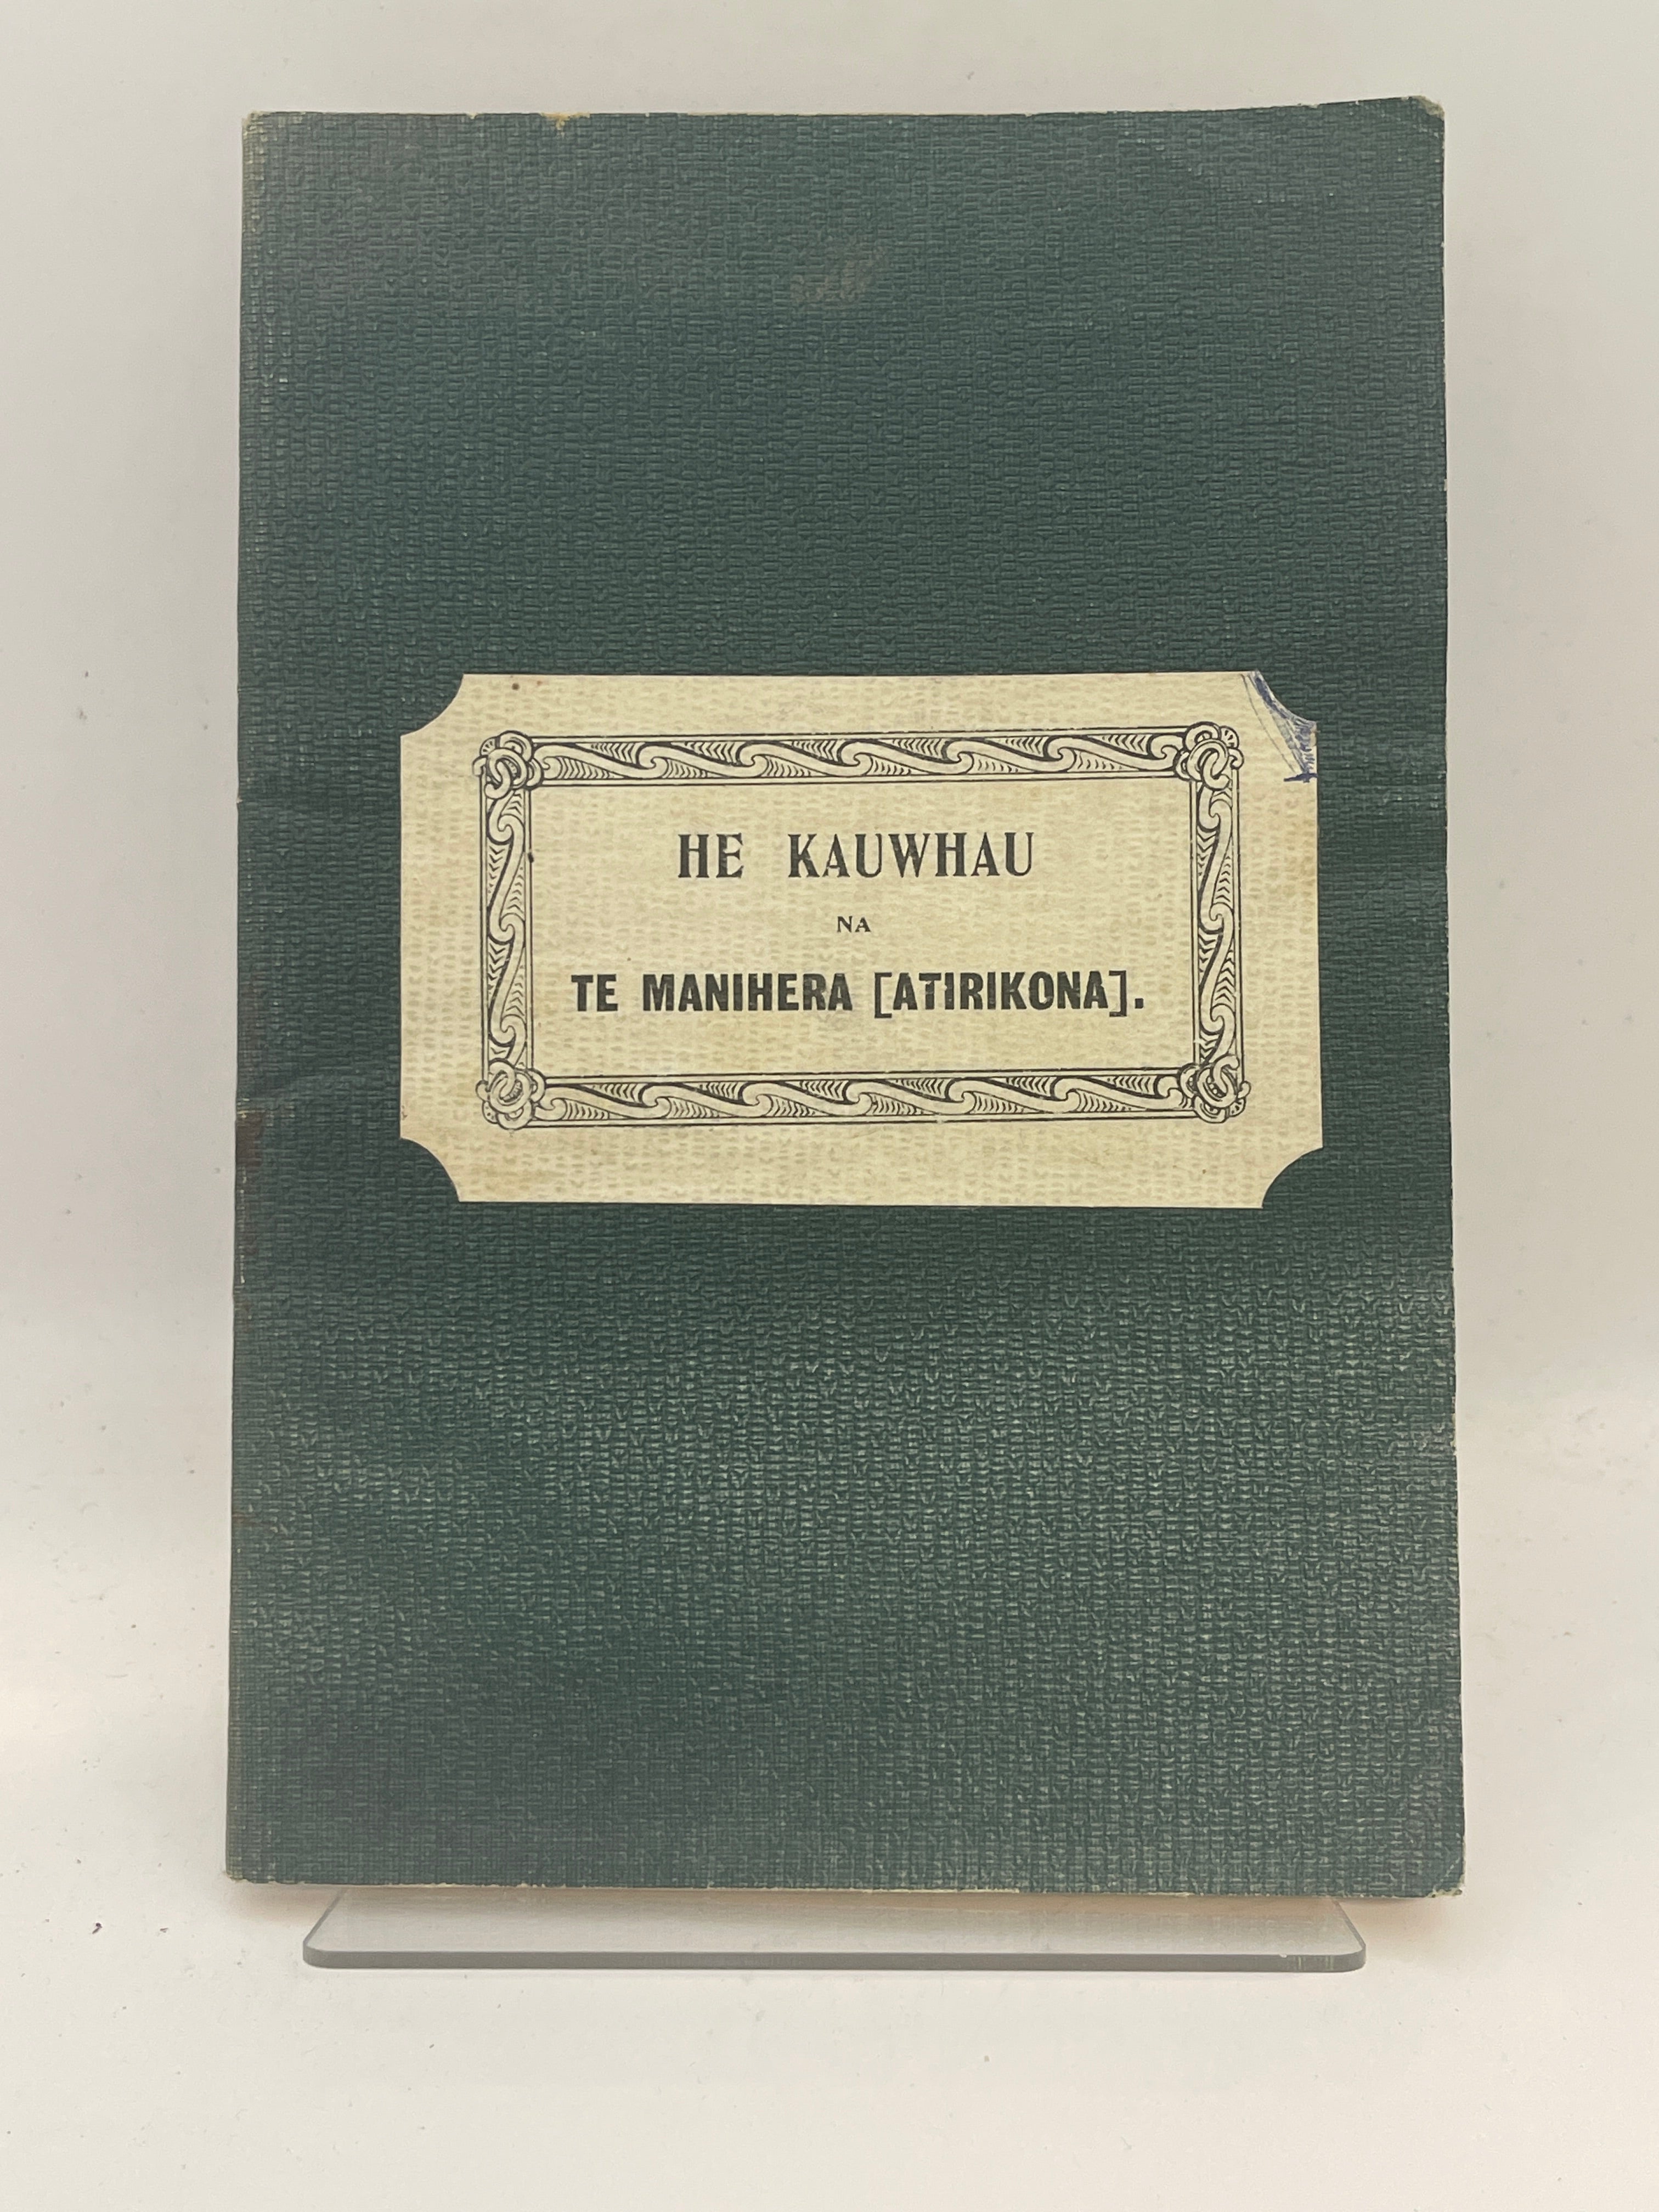 HE KAUWHAU
NA
TE MANIHERA [ATIRIKONA].